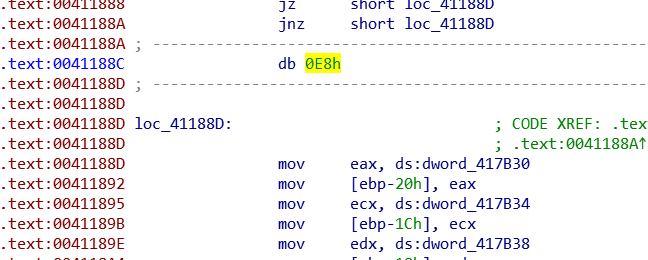 .text:00411888 jz short loc_41188D
.text:0041188A jnz short loc_41188D
.text:0041188A ; ---------------------------------------------------
.text:0041188C db 0E8h
.text:0041188D ; ---------------------------------------------------
.text:0041188D
.text:0041188D loc_41188D: ; CODE XREF: .tex
.text:0041188D ; .text:0041188A↑
.text:0041188D mov eax, ds:dword_417B30
.text:00411892 mov [ebp-20h], eax
.text:00411895 mov ecx, ds:dword_417B34
.text:0041189B mov [ebp-1Ch], ecx
.text:0041189E mov edx, ds:dword_417B38